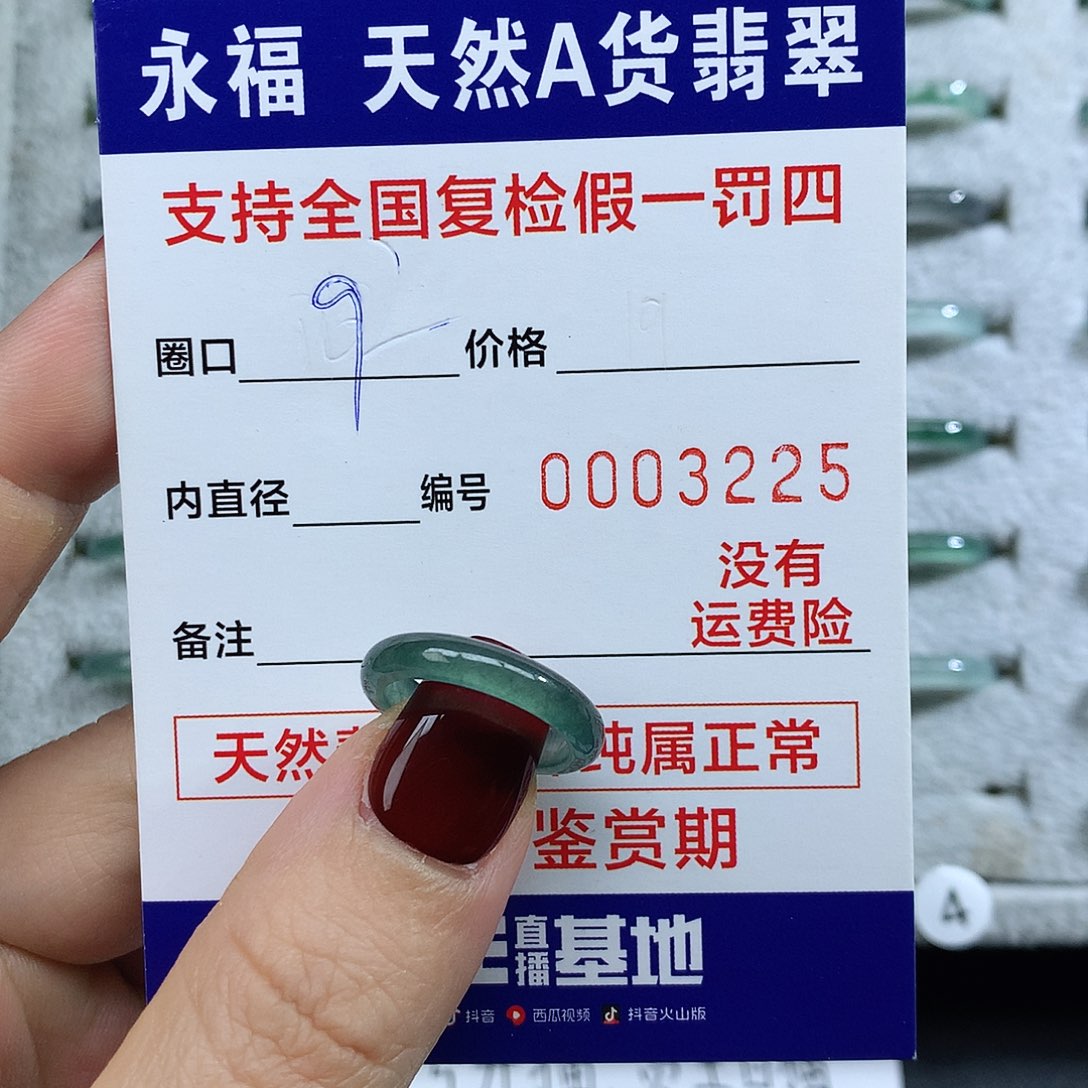 永福 天然A货翡翠
支持全国复检假一罚四
圈口 9 价格
内直径 编号 0003225
没有
备注 运费险
天然 纯属正常
鉴赏期
直播基地
抖音 西瓜视频 抖音火山版
A